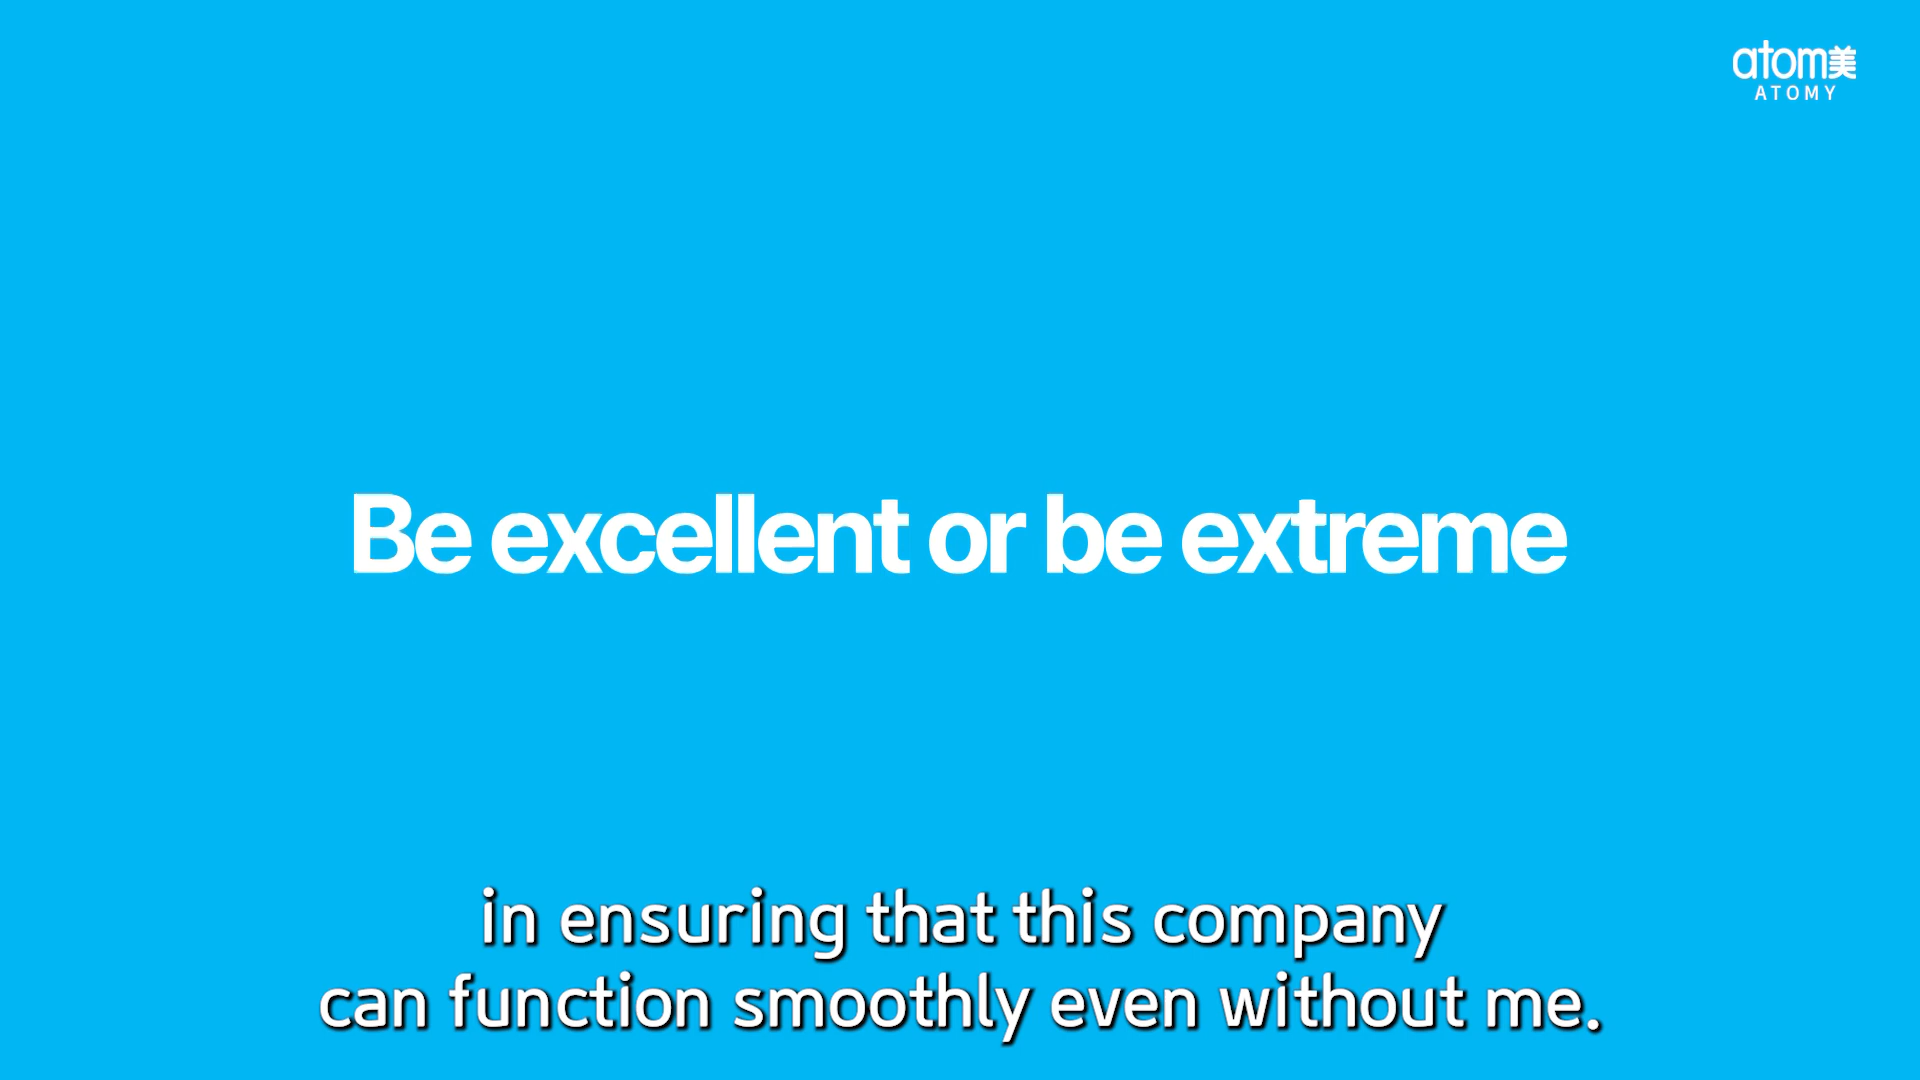 atom美
ATOMY
Be excellent or be extreme
in ensuring that this company
can function smoothly even without me.